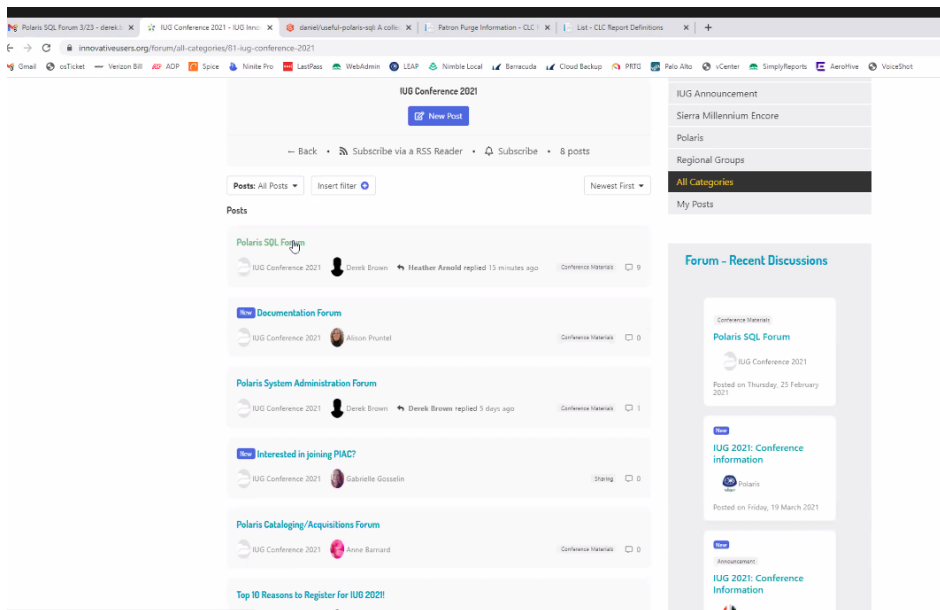 Polaris SQL Forum 3/23 - derek.b
IUG Conference 2021 - IUG Inno
daniel/useful-polaris-sql: A colle
Patron Purge Information - CLC
List - CLC Report Definitions
innovativeusers.org/forum/all-categories/61-iug-conference-2021
Gmail osTicket Verizon Bill ADP Spice Ninite Pro LastPass WebAdmin LEAP Nimble Local Barracuda Cloud Backup PRTG Palo Alto vCenter SimplyReports AeroHive VoiceShot
IUG Conference 2021
New Post
← Back • Subscribe via a RSS Reader • Subscribe • 8 posts
Posts: All Posts
Insert filter
Newest First
Posts
Polaris SQL Forum
IUG Conference 2021 Derek Brown Heather Arnold replied 15 minutes ago Conference Materials 9
New Documentation Forum
IUG Conference 2021 Alison Pruntel Conference Materials 0
Polaris System Administration Forum
IUG Conference 2021 Derek Brown Derek Brown replied 5 days ago Conference Materials 1
New Interested in joining PIAC?
IUG Conference 2021 Gabrielle Gosselin Sharing 0
Polaris Cataloging/Acquisitions Forum
IUG Conference 2021 Anne Barnard Conference Materials 0
Top 10 Reasons to Register for IUG 2021!
IUG Announcement
Sierra Millennium Encore
Polaris
Regional Groups
All Categories
My Posts
Forum - Recent Discussions
Conference Materials
Polaris SQL Forum
IUG Conference 2021
Posted on Thursday, 25 February
2021
New
IUG 2021: Conference
information
Polaris
Posted on Friday, 19 March 2021
New
Announcement
IUG 2021: Conference
Information